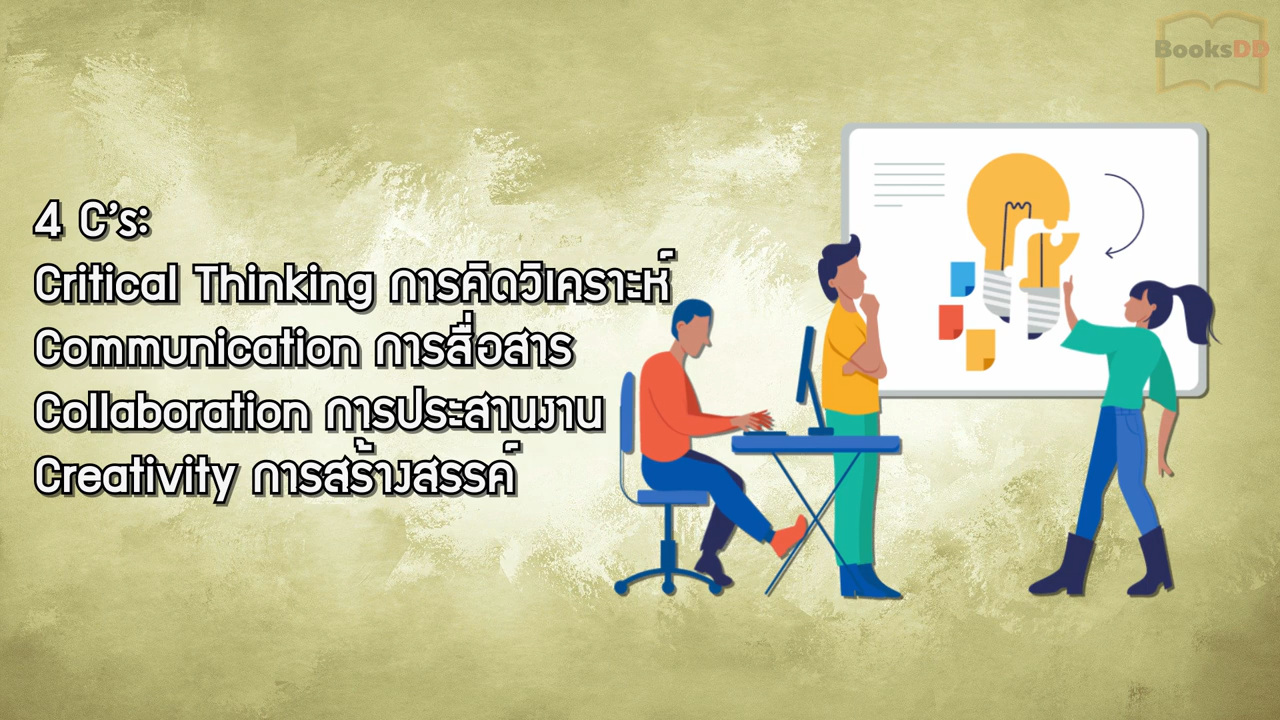 BooksDD
4 C's:
Critical Thinking การคิดวิเคราะห์
Communication การสื่อสาร
Collaboration การประสานงาน
Creativity การสร้างสรรค์